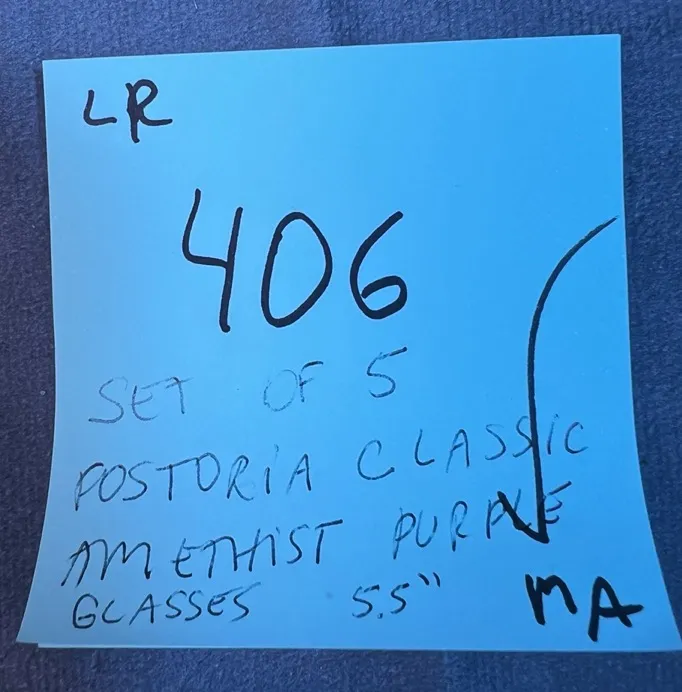 LR
406
SET OF 5
FOSTORIA CLASSIC
AMETHIST PURPLE
GLASSES 5.5"
MA